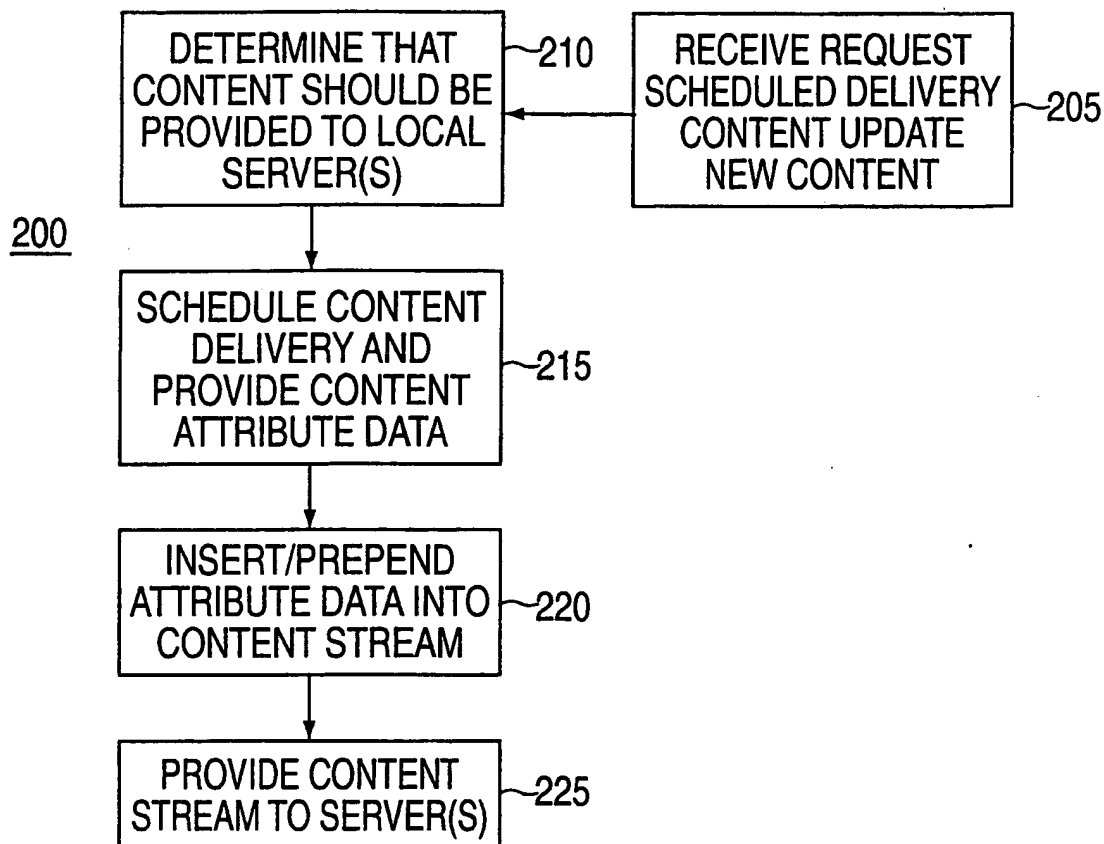 DETERMINE THAT
CONTENT SHOULD BE
PROVIDED TO LOCAL
SERVER(S)
210
RECEIVE REQUEST
SCHEDULED DELIVERY
CONTENT UPDATE
NEW CONTENT
205
200
SCHEDULE CONTENT
DELIVERY AND
PROVIDE CONTENT
ATTRIBUTE DATA
215
INSERT/PREPEND
ATTRIBUTE DATA INTO
CONTENT STREAM
220
PROVIDE CONTENT
STREAM TO SERVER(S)
225